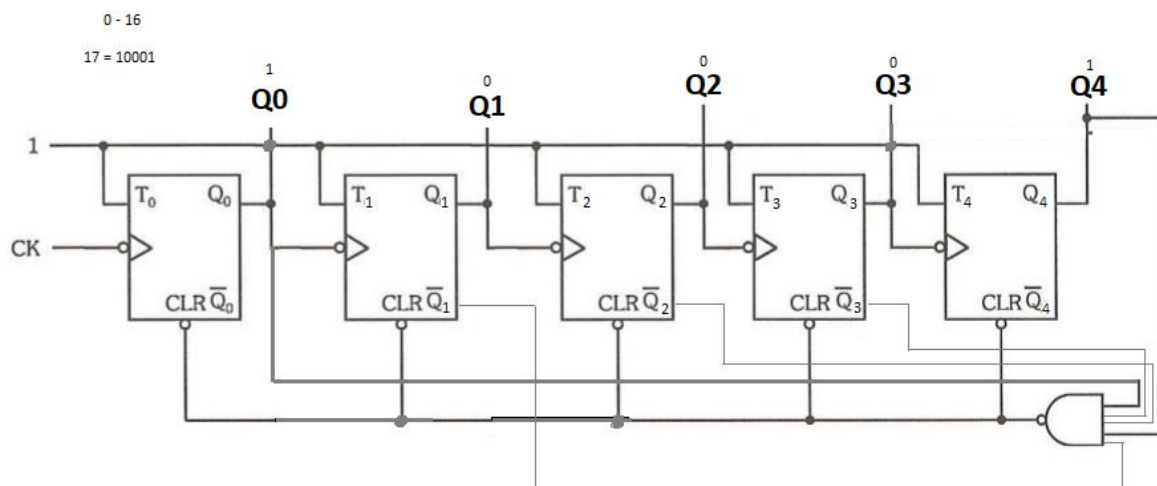 0 - 16
17 = 10001
1 0 0 0 1
Q0 Q1 Q2 Q3 Q4
1
T0 Q0 T1 Q1 T2 Q2 T3 Q3 T4 Q4
CK
CLR Q̅0 CLR Q̅1 CLR Q̅2 CLR Q̅3 CLR Q̅4